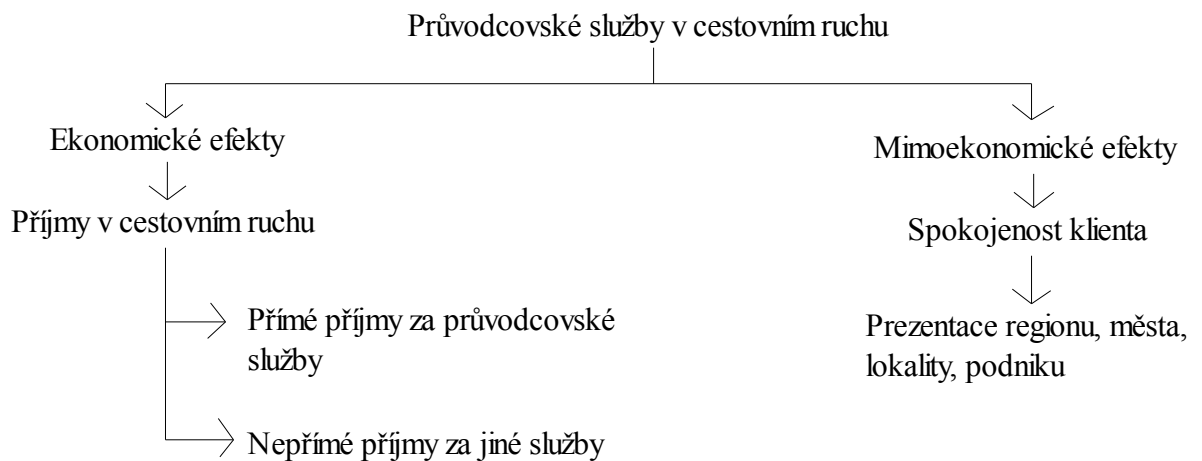 Průvodcovské služby v cestovním ruchu
Ekonomické efekty
Mimoekonomické efekty
Příjmy v cestovním ruchu
Spokojenost klienta
Přímé příjmy za průvodcovské
služby
Prezentace regionu, města,
lokality, podniku
Nepřímé příjmy za jiné služby